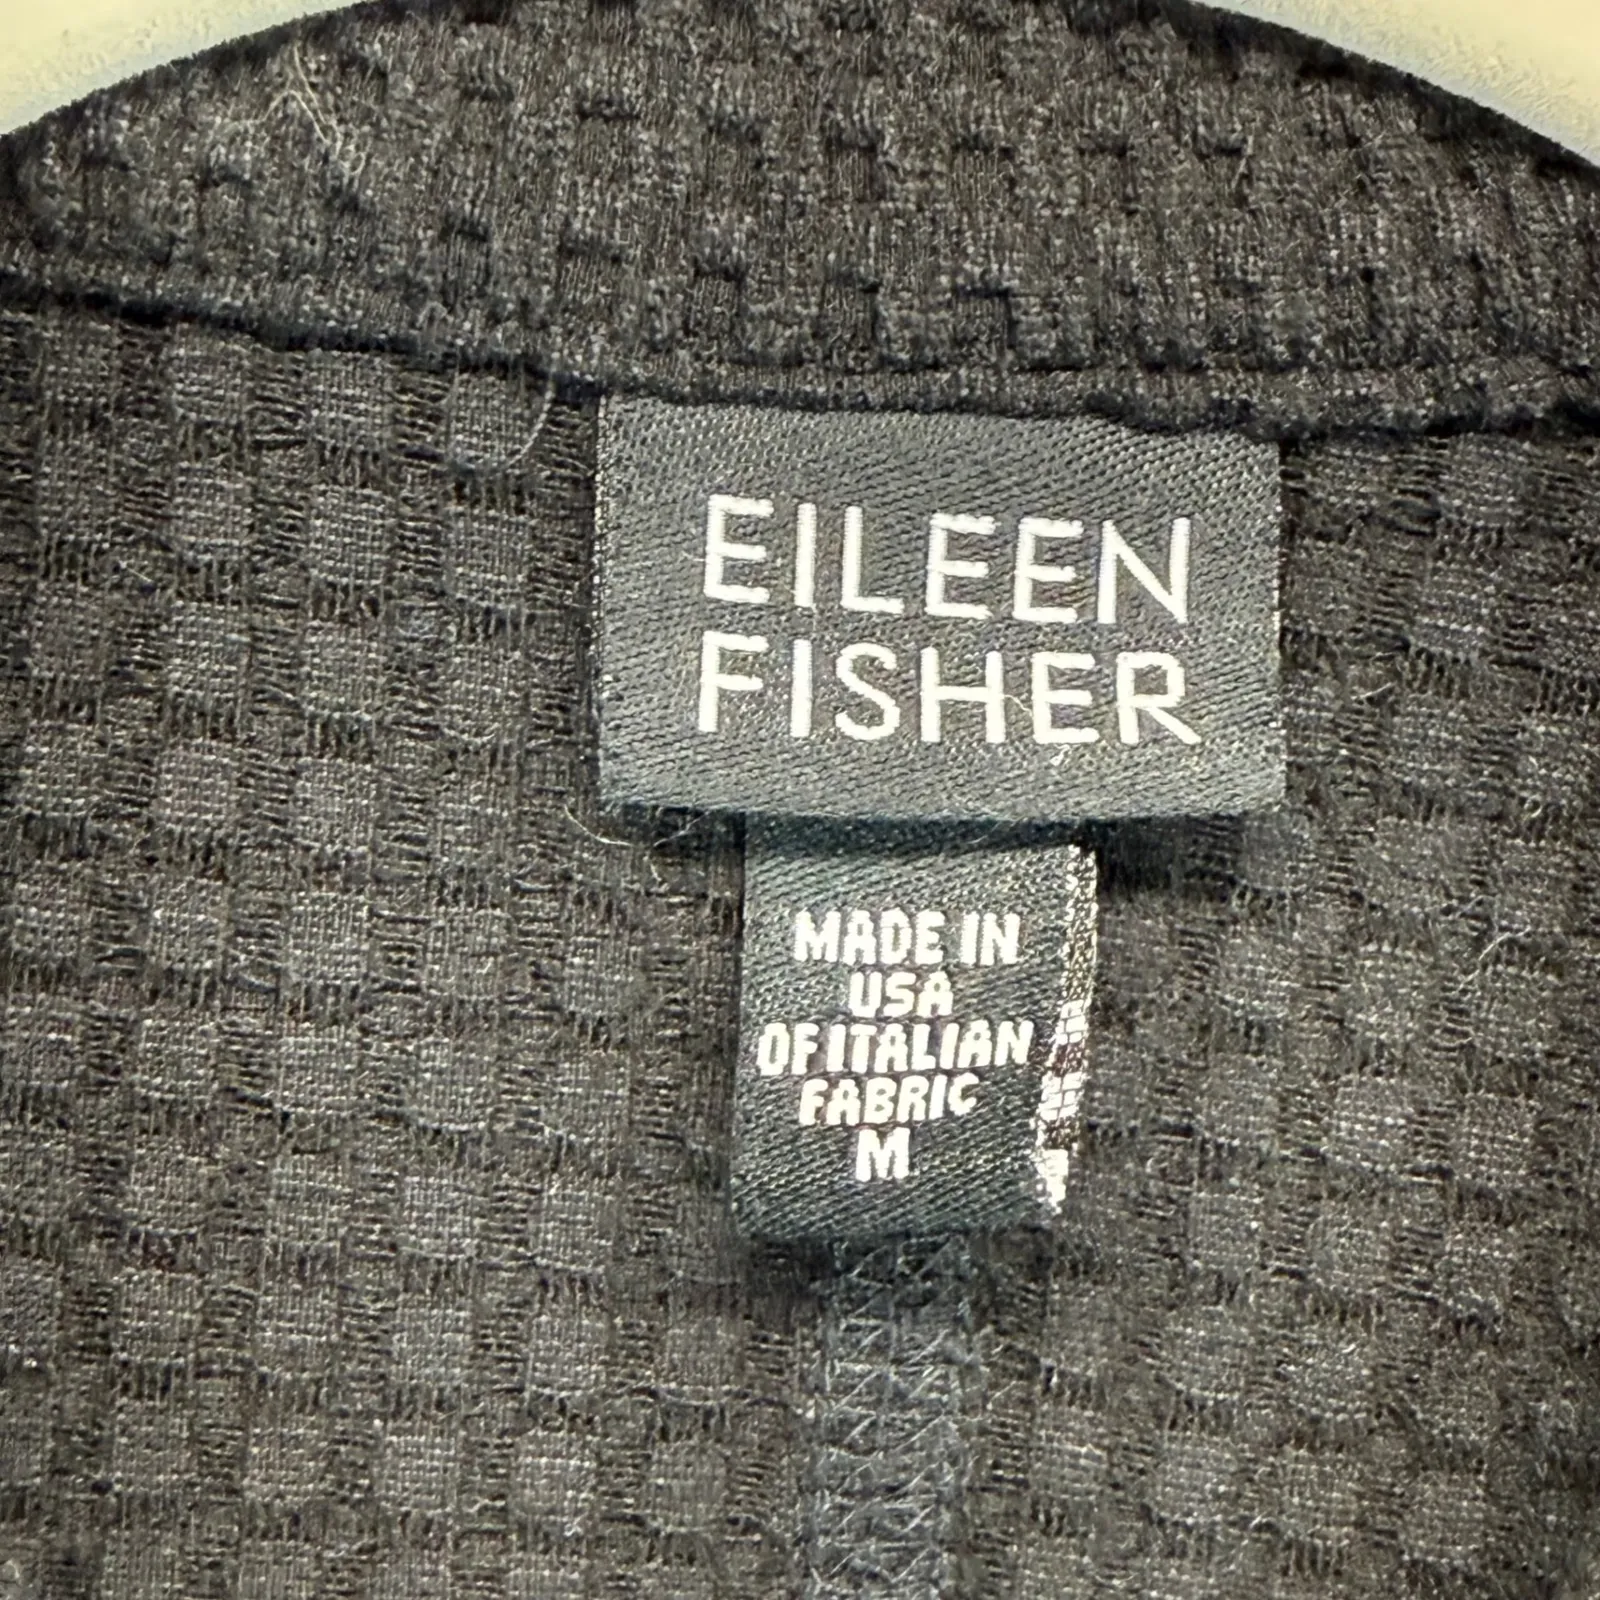 EILEEN
FISHER
MADE IN
USA
OF ITALIAN
FABRIC
M